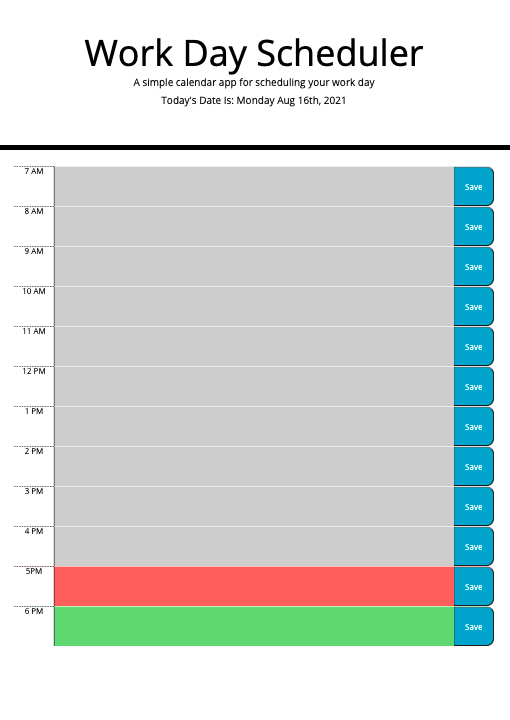 Work Day Scheduler
A simple calendar app for scheduling your work day
Today's Date Is: Monday Aug 16th, 2021
7 AM Save
8 AM Save
9 AM Save
10 AM Save
11 AM Save
12 PM Save
1 PM Save
2 PM Save
3 PM Save
4 PM Save
5PM Save
6 PM Save